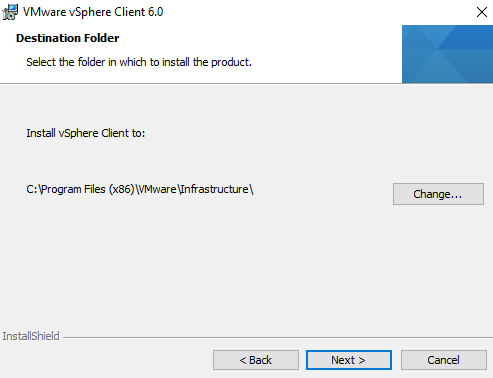 VMware vSphere Client 6.0
Destination Folder
Select the folder in which to install the product.
Install vSphere Client to:
C:\Program Files (x86)\VMware\Infrastructure\
Change...
InstallShield
< Back
Next >
Cancel